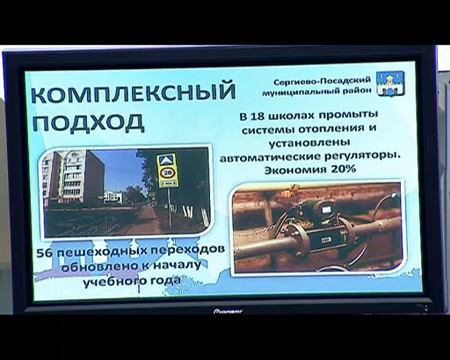 Сергиево-Посадский
муниципальный район
КОМПЛЕКСНЫЙ
ПОДХОД
В 18 школах промыты
системы отопления и
установлены
автоматические регуляторы.
Экономия 20%
20
56 пешеходных переходов
обновлено к началу
учебного года
Pioneer